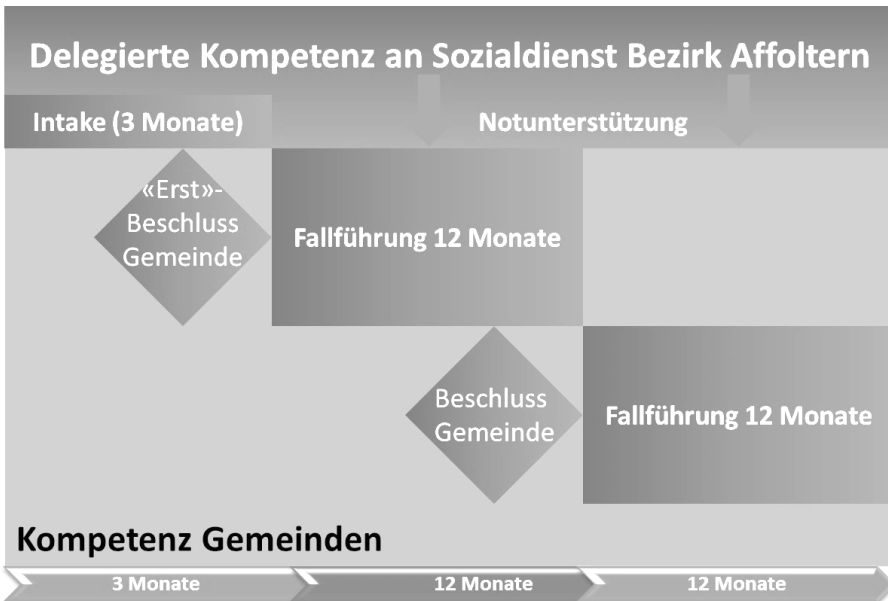 Delegierte Kompetenz an Sozialdienst Bezirk Affoltern
Intake (3 Monate)
Notunterstützung
«Erst»-
Beschluss
Gemeinde
Fallführung 12 Monate
Beschluss
Gemeinde
Fallführung 12 Monate
Kompetenz Gemeinden
3 Monate
12 Monate
12 Monate